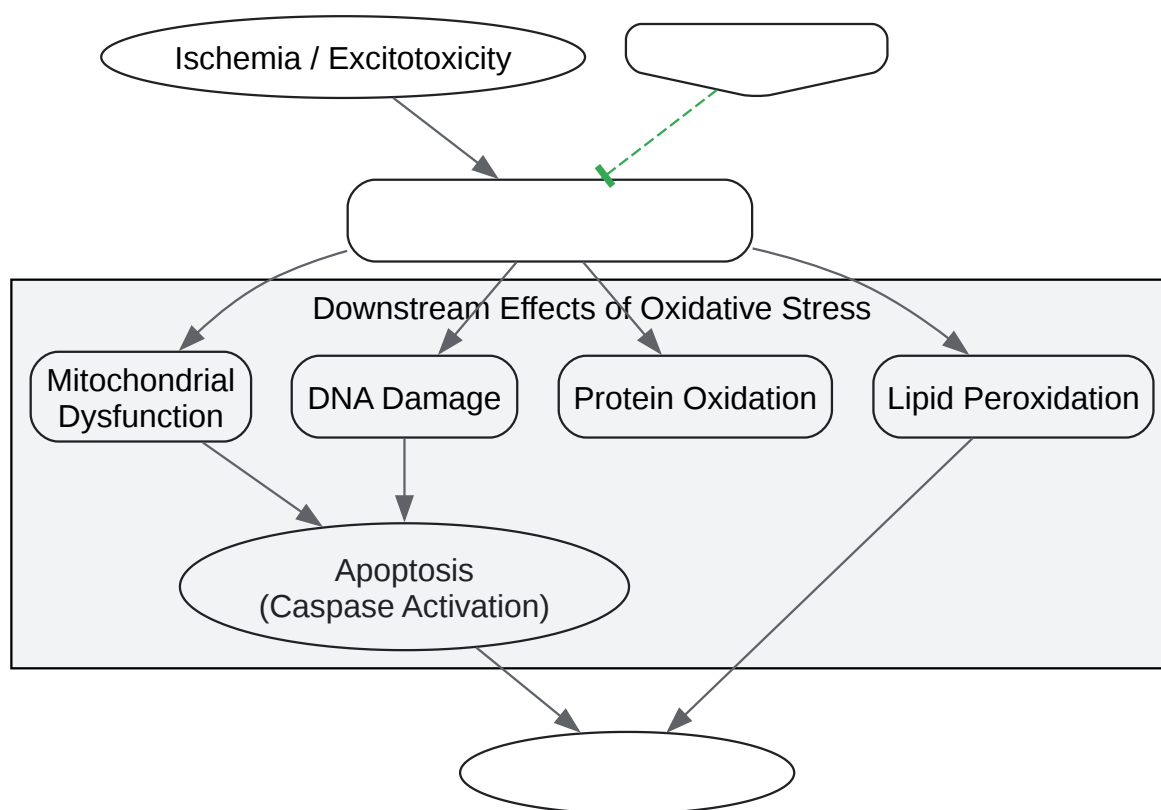 Ischemia / Excitotoxicity
Downstream Effects of Oxidative Stress
Mitochondrial
Dysfunction
DNA Damage
Protein Oxidation
Lipid Peroxidation
Apoptosis
(Caspase Activation)